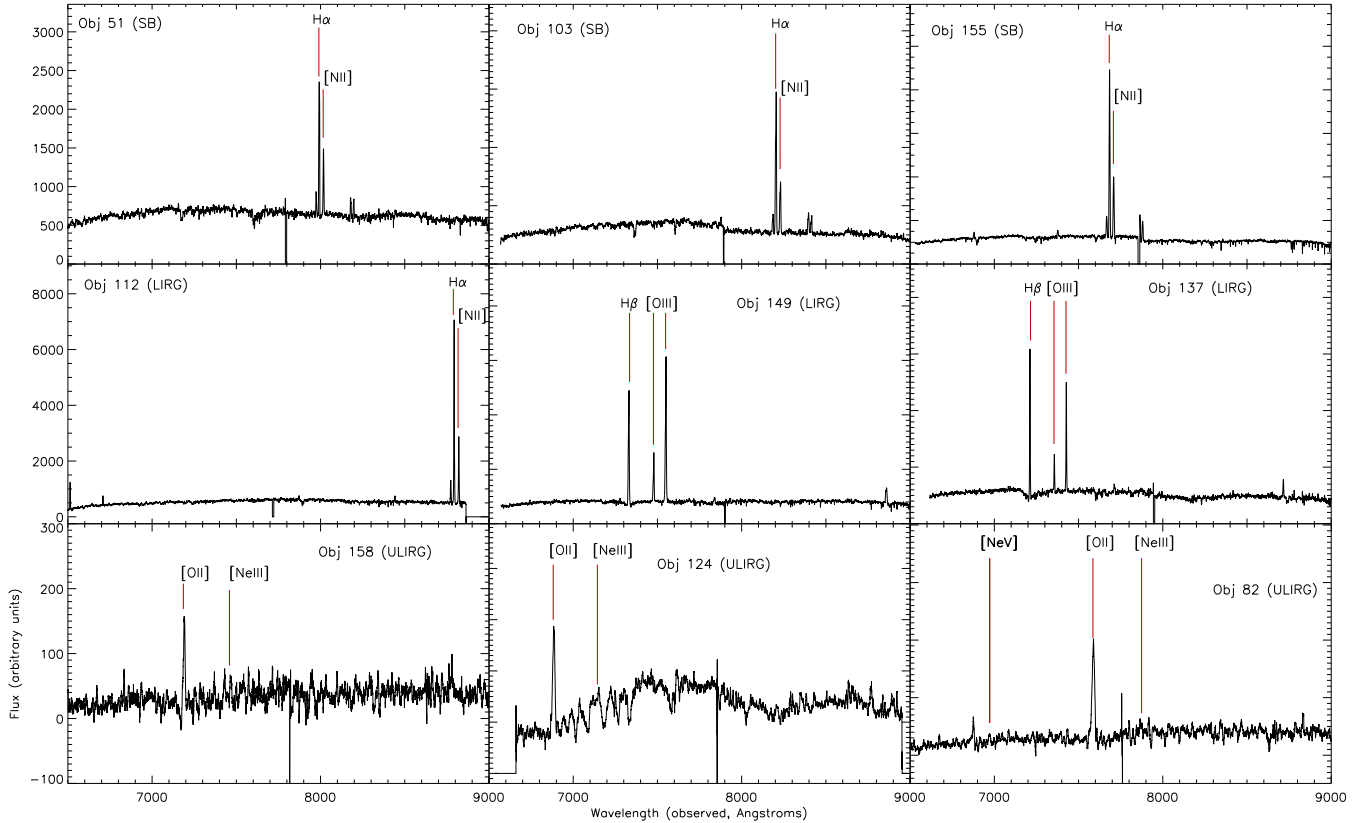 Obj 51 (SB)
Hα
[NII]
3000
2500
2000
1500
1000
500
0
Obj 103 (SB)
Hα
[NII]
Obj 155 (SB)
Hα
[NII]
Obj 112 (LIRG)
Hα
[NII]
8000
6000
4000
2000
0
Hβ [OIII]
Obj 149 (LIRG)
Hβ [OIII]
Obj 137 (LIRG)
Obj 158 (ULIRG)
[OII] [NeIII]
300
200
100
0
−100
[OII] [NeIII]
Obj 124 (ULIRG)
[NeV] [OII] [NeIII]
Obj 82 (ULIRG)
Flux (arbitrary units)
7000 8000 9000 7000 8000 9000 7000 8000 9000
Wavelength (observed, Angstroms)